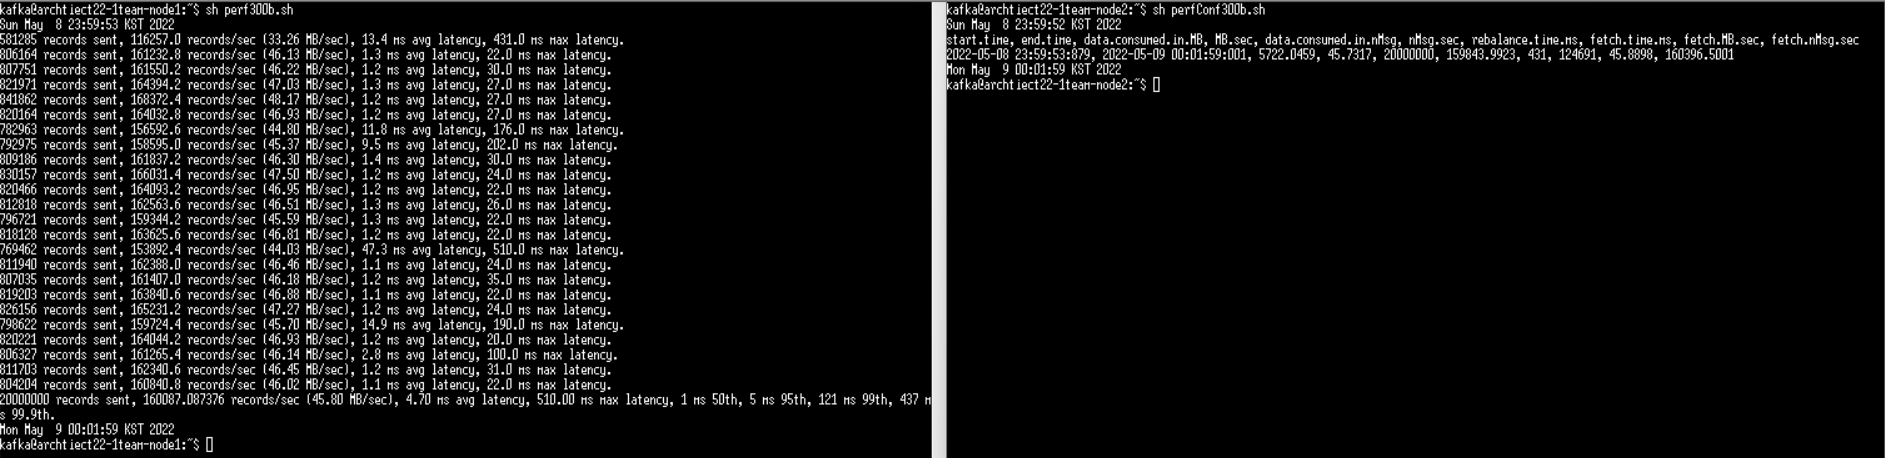 kafka@archtiect22-1team-node1:~$ sh perf300b.sh
Sun May  8 23:59:53 KST 2022
581285 records sent, 116257.0 records/sec (33.26 MB/sec), 13.4 ms avg latency, 431.0 ms max latency.
806164 records sent, 161232.8 records/sec (46.13 MB/sec), 1.3 ms avg latency, 22.0 ms max latency.
807751 records sent, 161550.2 records/sec (46.22 MB/sec), 1.2 ms avg latency, 30.0 ms max latency.
821971 records sent, 164394.2 records/sec (47.03 MB/sec), 1.3 ms avg latency, 27.0 ms max latency.
841862 records sent, 168372.4 records/sec (48.17 MB/sec), 1.2 ms avg latency, 27.0 ms max latency.
820164 records sent, 164032.8 records/sec (46.93 MB/sec), 1.2 ms avg latency, 27.0 ms max latency.
782963 records sent, 156592.6 records/sec (44.80 MB/sec), 11.8 ms avg latency, 176.0 ms max latency.
792975 records sent, 158595.0 records/sec (45.37 MB/sec), 9.5 ms avg latency, 202.0 ms max latency.
809186 records sent, 161837.2 records/sec (46.30 MB/sec), 1.4 ms avg latency, 30.0 ms max latency.
830157 records sent, 166031.4 records/sec (47.50 MB/sec), 1.2 ms avg latency, 24.0 ms max latency.
820466 records sent, 164093.2 records/sec (46.95 MB/sec), 1.2 ms avg latency, 22.0 ms max latency.
812818 records sent, 162563.6 records/sec (46.51 MB/sec), 1.3 ms avg latency, 26.0 ms max latency.
796721 records sent, 159344.2 records/sec (45.59 MB/sec), 1.3 ms avg latency, 22.0 ms max latency.
818128 records sent, 163625.6 records/sec (46.81 MB/sec), 1.2 ms avg latency, 22.0 ms max latency.
769462 records sent, 153892.4 records/sec (44.03 MB/sec), 47.3 ms avg latency, 510.0 ms max latency.
811940 records sent, 162388.0 records/sec (46.46 MB/sec), 1.1 ms avg latency, 24.0 ms max latency.
807035 records sent, 161407.0 records/sec (46.18 MB/sec), 1.2 ms avg latency, 35.0 ms max latency.
819203 records sent, 163840.6 records/sec (46.88 MB/sec), 1.1 ms avg latency, 22.0 ms max latency.
826156 records sent, 165231.2 records/sec (47.27 MB/sec), 1.2 ms avg latency, 24.0 ms max latency.
798622 records sent, 159724.4 records/sec (45.70 MB/sec), 14.9 ms avg latency, 190.0 ms max latency.
820221 records sent, 164044.2 records/sec (46.93 MB/sec), 1.2 ms avg latency, 20.0 ms max latency.
806327 records sent, 161265.4 records/sec (46.14 MB/sec), 2.8 ms avg latency, 100.0 ms max latency.
811703 records sent, 162340.6 records/sec (46.45 MB/sec), 1.2 ms avg latency, 31.0 ms max latency.
804204 records sent, 160840.8 records/sec (46.02 MB/sec), 1.1 ms avg latency, 22.0 ms max latency.
20000000 records sent, 160087.087376 records/sec (45.80 MB/sec), 4.70 ms avg latency, 510.00 ms max latency, 1 ms 50th, 5 ms 95th, 121 ms 99th, 437 m
s 99.9th.
Mon May  9 00:01:59 KST 2022
kafka@archtiect22-1team-node1:~$
kafka@archtiect22-1team-node2:~$ sh perfConf300b.sh
Sun May  8 23:59:52 KST 2022
start.time, end.time, data.consumed.in.MB, MB.sec, data.consumed.in.nMsg, nMsg.sec, rebalance.time.ms, fetch.time.ms, fetch.MB.sec, fetch.nMsg.sec
2022-05-08 23:59:53:879, 2022-05-09 00:01:59:001, 5722.0459, 45.7317, 20000000, 159843.9923, 431, 124691, 45.8898, 160396.5001
Mon May  9 00:01:59 KST 2022
kafka@archtiect22-1team-node2:~$